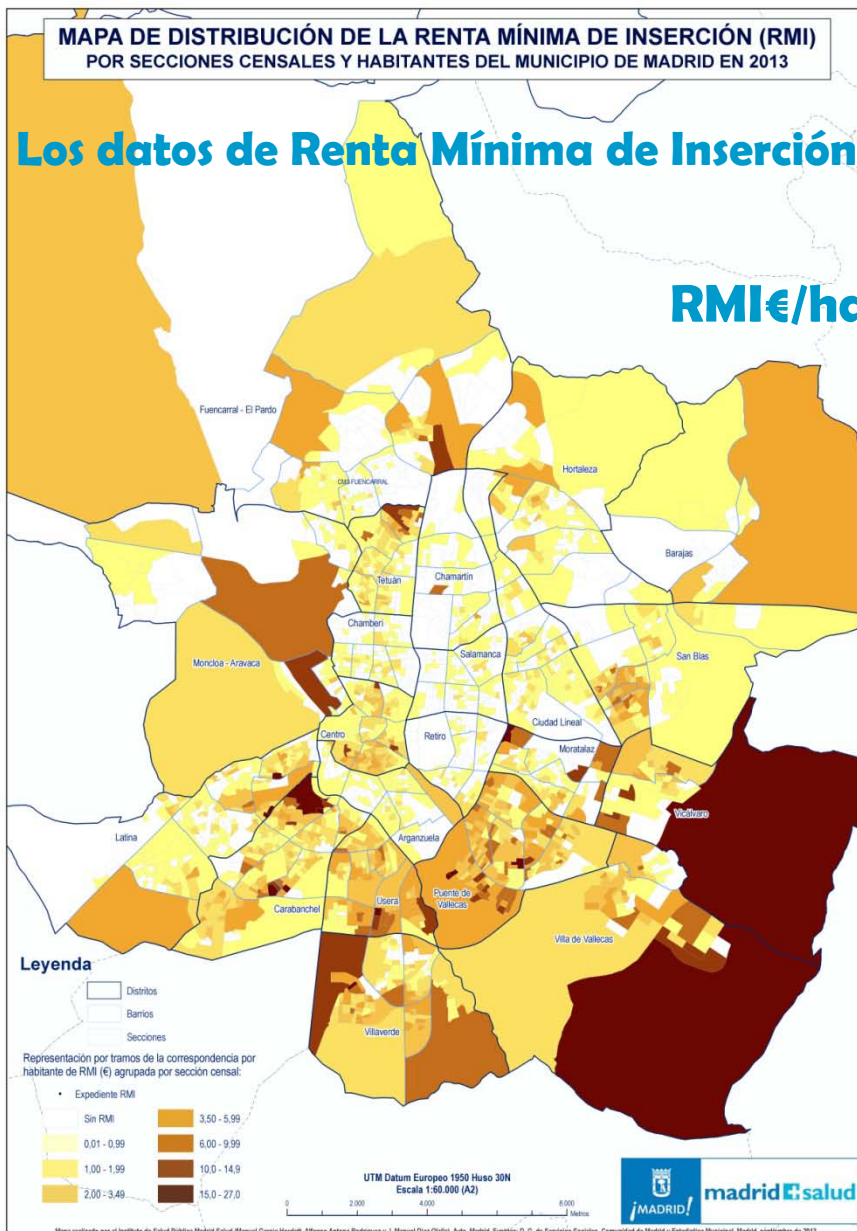 MAPA DE DISTRIBUCIÓN DE LA RENTA MÍNIMA DE INSERCIÓN (RMI)
POR SECCIONES CENSALES Y HABITANTES DEL MUNICIPIO DE MADRID EN 2013
Los datos de Renta Mínima de Inserción
RMI€/ha
Fuencarral - El Pardo
Hortaleza
CMS FUENCARRAL
Barajas
Tetuán
Chamartín
Chamberí
Salamanca
San Blas
Moncloa - Aravaca
Ciudad Lineal
Centro
Retiro
Moratalaz
Vicálvaro
Latina
Arganzuela
Carabanchel
Usera
Puente de
Vallecas
Villa de Vallecas
Villaverde
Leyenda
Distritos
Barrios
Secciones
Representación por tramos de la correspondencia por
habitante de RMI (€) agrupada por sección censal:
• Expediente RMI
Sin RMI
3,50 - 5,99
0,01 - 0,99
6,00 - 9,99
1,00 - 1,99
10,0 - 14,9
2,00 - 3,49
15,0 - 27,0
UTM Datum Europeo 1950 Huso 30N
Escala 1:60.000 (A2)
0 2.000 4.000 6.000
Metros
¡MADRID!
madrid salud